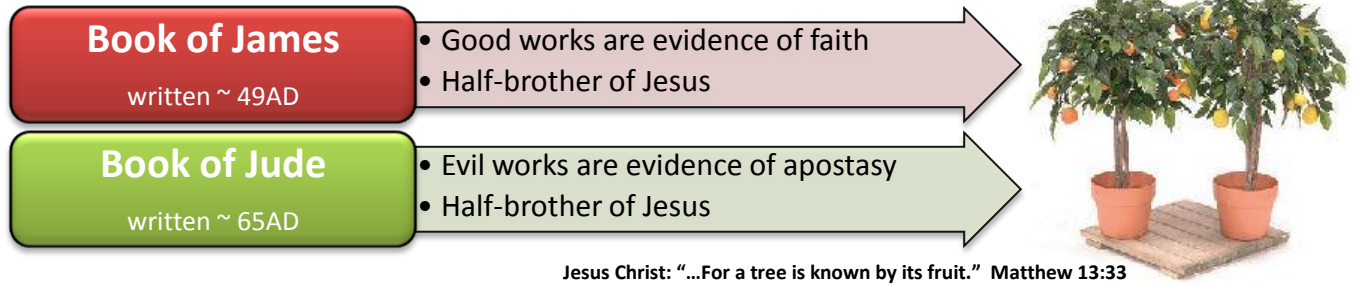 Book of James
written ~ 49AD
• Good works are evidence of faith
• Half-brother of Jesus
Book of Jude
written ~ 65AD
• Evil works are evidence of apostasy
• Half-brother of Jesus
Jesus Christ: “...For a tree is known by its fruit.” Matthew 13:33